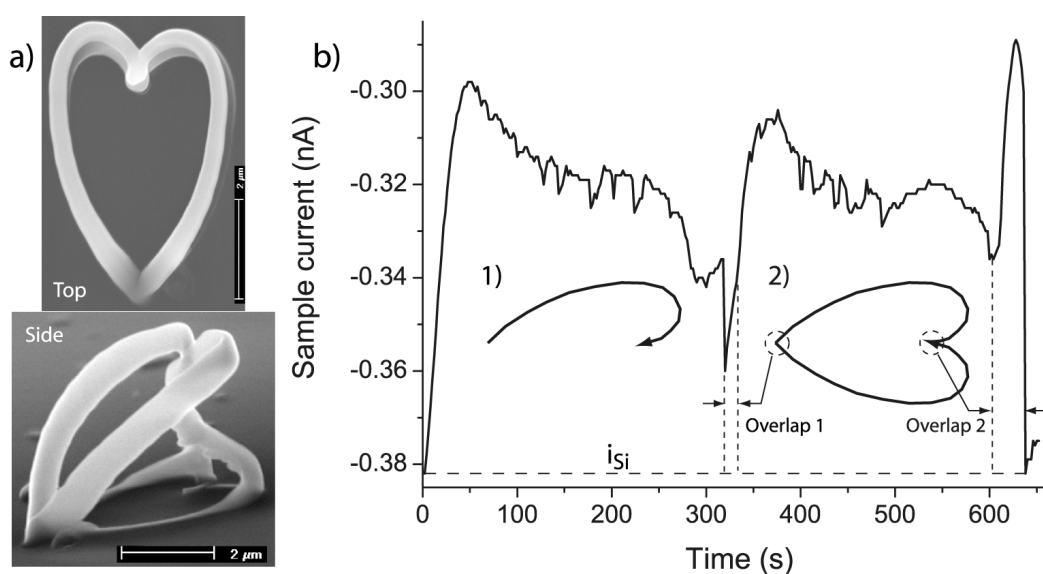 a)
Top
2 µm
Side
2 µm
b)
Sample current (nA)
-0.30
-0.32
-0.34
-0.36
-0.38
1)
2)
Overlap 1
Overlap 2
iSi
0
100
200
300
400
500
600
Time (s)